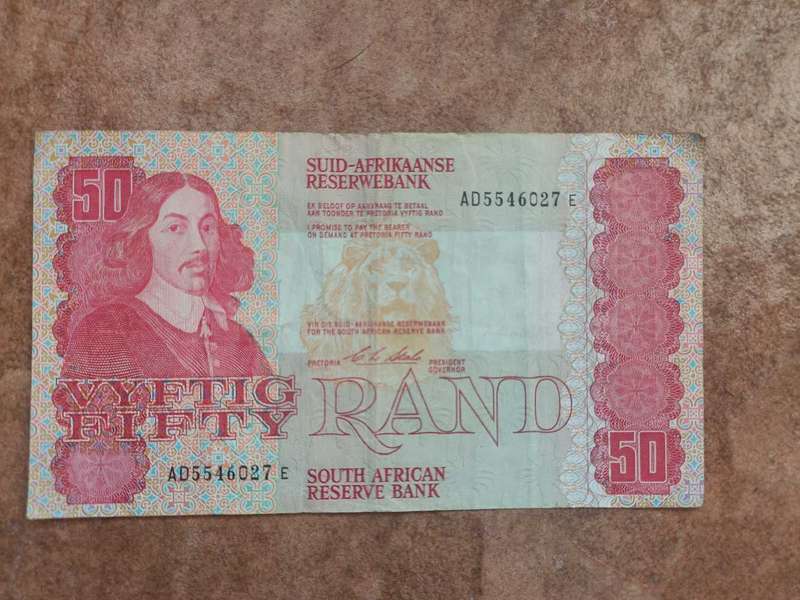 50
SUID-AFRIKAANSE
RESERWEBANK
AD5546027 E
EK BELOOF OP AANVRAAG TE BETAAL
AAN TOONDER TE PRETORIA VYFTIG RAND
I PROMISE TO PAY THE BEARER
ON DEMAND AT PRETORIA FIFTY RAND
VIR DIE SUID-AFRIKAANSE RESERWEBANK
FOR THE SOUTH AFRICAN RESERVE BANK
PRETORIA
PRESIDENT
GOVERNOR
VYFTIG
FIFTY
RAND
50
AD5546027 E
SOUTH AFRICAN
RESERVE BANK